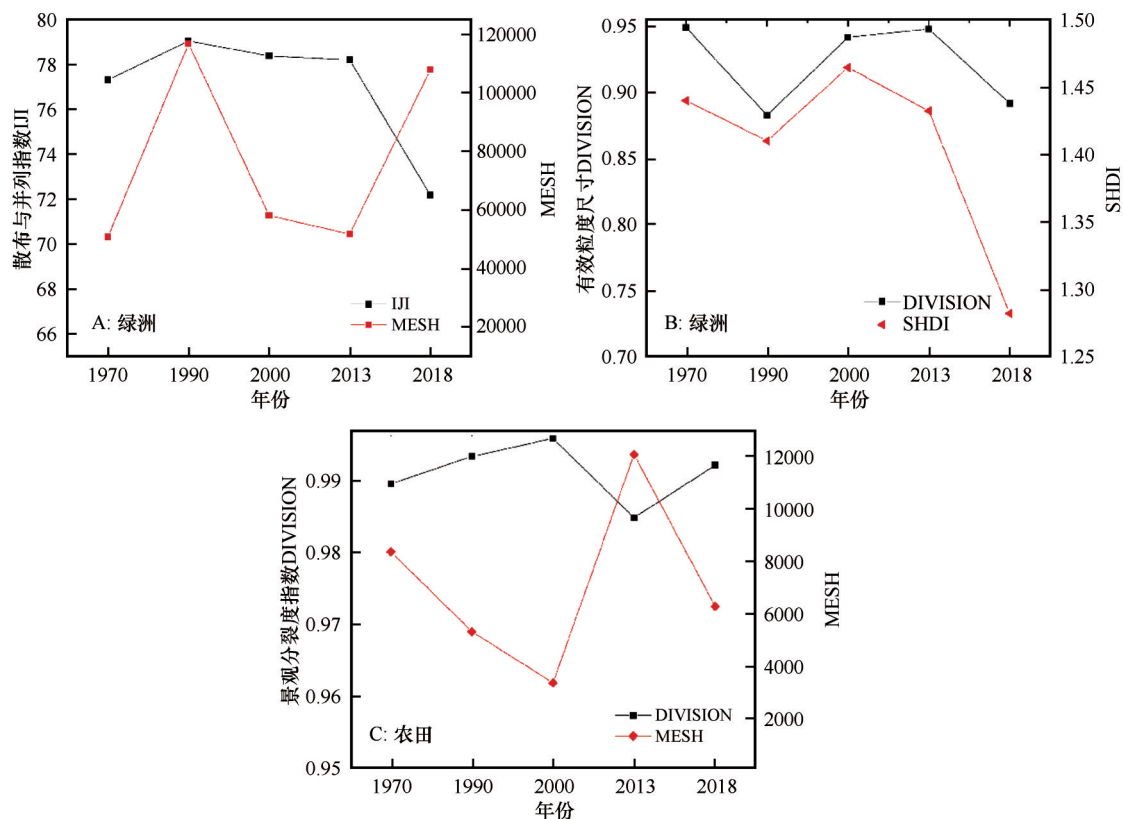 80
78
76
74
72
70
68
66
散布与并列指数IJI
120000
100000
80000
60000
40000
20000
MESH
IJI
MESH
A: 绿洲
1970 1990 2000 2013 2018
年份
0.95
0.90
0.85
0.80
0.75
0.70
有效粒度尺寸DIVISION
1.50
1.45
1.40
1.35
1.30
1.25
SHDI
DIVISION
SHDI
B: 绿洲
1970 1990 2000 2013 2018
年份
0.99
0.98
0.97
0.96
0.95
景观分裂度指数DIVISION
12000
10000
8000
6000
4000
2000
MESH
DIVISION
MESH
C: 农田
1970 1990 2000 2013 2018
年份